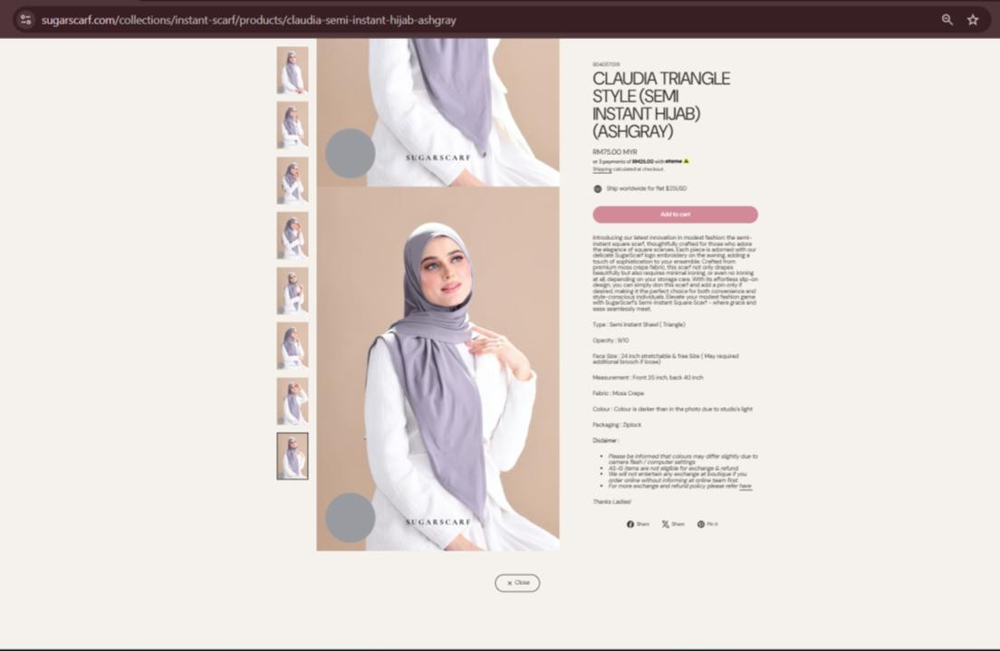 sugarscarf.com/collections/instant-scarf/products/claudia-semi-instant-hijab-ashgray
SUGARSCARF
SUGARSCARF
CLAUDIA TRIANGLE
STYLE (SEMI
INSTANT HIJAB)
(ASHGRAY)
RM75.00 MYR
or 3 payments of RM25.00 with atome
Shipping calculated at checkout.
Ship worldwide for flat $25USD
Add to cart
Introducing our latest innovation in modest fashion: the semi-
instant square scarf, thoughtfully crafted for those who adore
the elegance of square scarves. Each piece is adorned with our
delicate SugarScarf logo embroidery on the awning, adding a
touch of sophistication to your ensemble. Crafted from
premium moss crepe fabric, this scarf not only drapes
beautifully but also requires minimal ironing, or even no ironing
at all, depending on your storage care. With its effortless slip-on
design, you can simply don this scarf and add a pin only if
desired, making it the perfect choice for both convenience and
style-conscious individuals. Elevate your modest fashion game
with SugarScarf's Semi-Instant Square Scarf – where grace and
ease seamlessly meet.
Type : Semi Instant Shawl ( Triangle)
Opacity : 9/10
Face Size : 24 inch stretchable & free Size ( May required
additional brooch if loose)
Measurement : Front 35 inch, back 40 inch
Fabric : Moss Crepe
Colour : Colour is darker than in the photo due to studio's light
Packaging : Ziplock
Disclaimer :
• Please be informed that colours may differ slightly due to
camera flash / computer settings
• AS-IS items are not eligible for exchange & refund.
• We will not entertain any exchange at boutique if you
order online without informing at online team first.
• For more exchange and refund policy please refer here
Thanks Ladies!
Share Share Pin it
Close